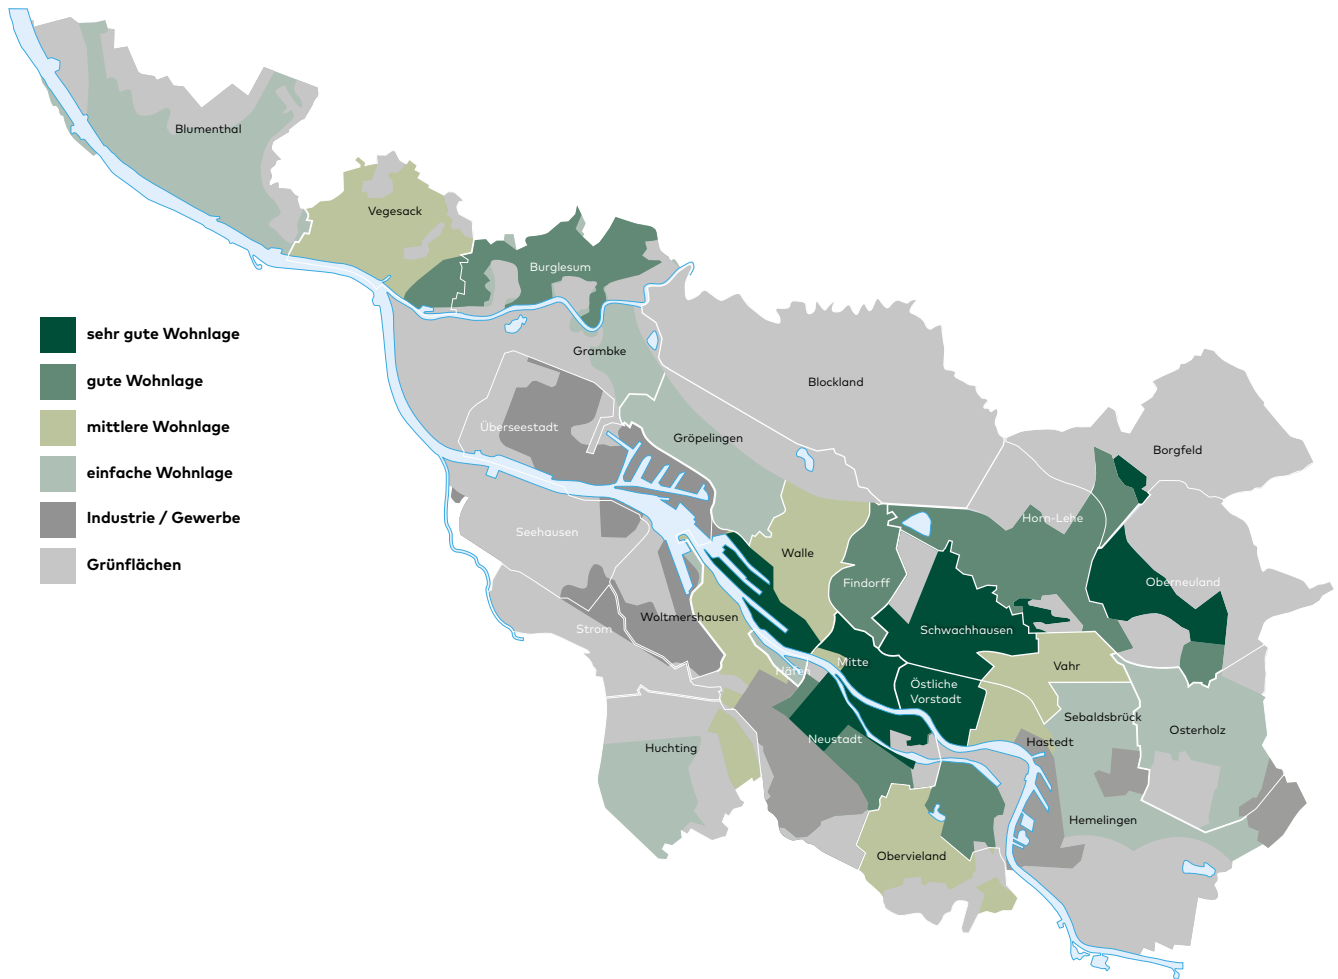 Blumenthal
Vegesack
Burglesum
sehr gute Wohnlage
gute Wohnlage
mittlere Wohnlage
einfache Wohnlage
Industrie / Gewerbe
Grünflächen
Grambke
Blockland
Überseestadt
Gröpelingen
Borgfeld
Seehausen
Horn-Lehe
Walle
Findorff
Oberneuland
Woltmershausen
Strom
Schwachhausen
Häfen
Mitte
Vahr
Östliche
Vorstadt
Sebaldsbrück
Osterholz
Huchting
Neustadt
Hastedt
Hemelingen
Obervieland